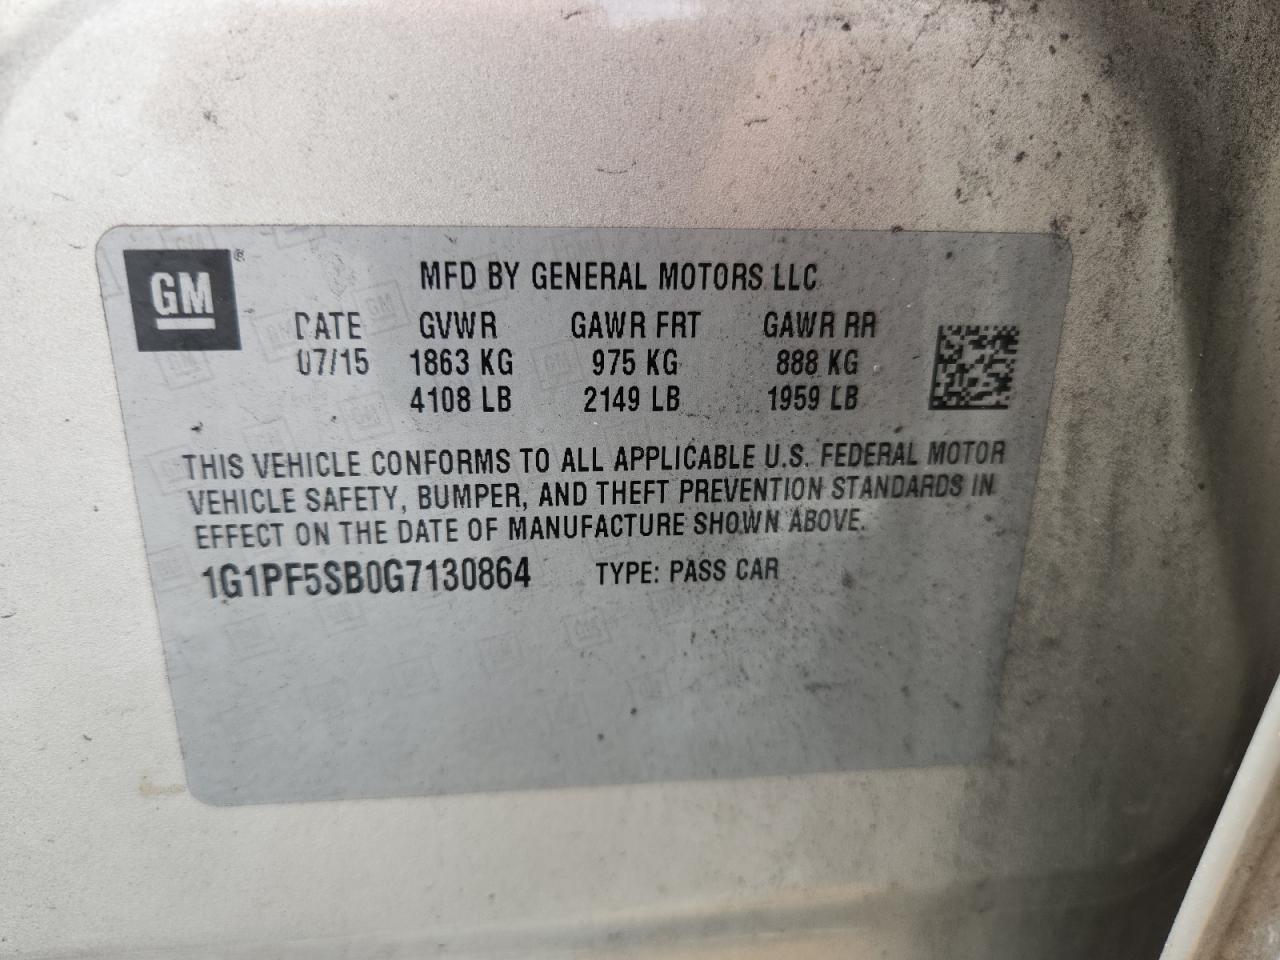 GM®
MFD BY GENERAL MOTORS LLC
DATE GVWR GAWR FRT GAWR RR
07/15 1863 KG 975 KG 888 KG
4108 LB 2149 LB 1959 LB
THIS VEHICLE CONFORMS TO ALL APPLICABLE U.S. FEDERAL MOTOR
VEHICLE SAFETY, BUMPER, AND THEFT PREVENTION STANDARDS IN
EFFECT ON THE DATE OF MANUFACTURE SHOWN ABOVE.
1G1PF5SB0G7130864 TYPE: PASS CAR